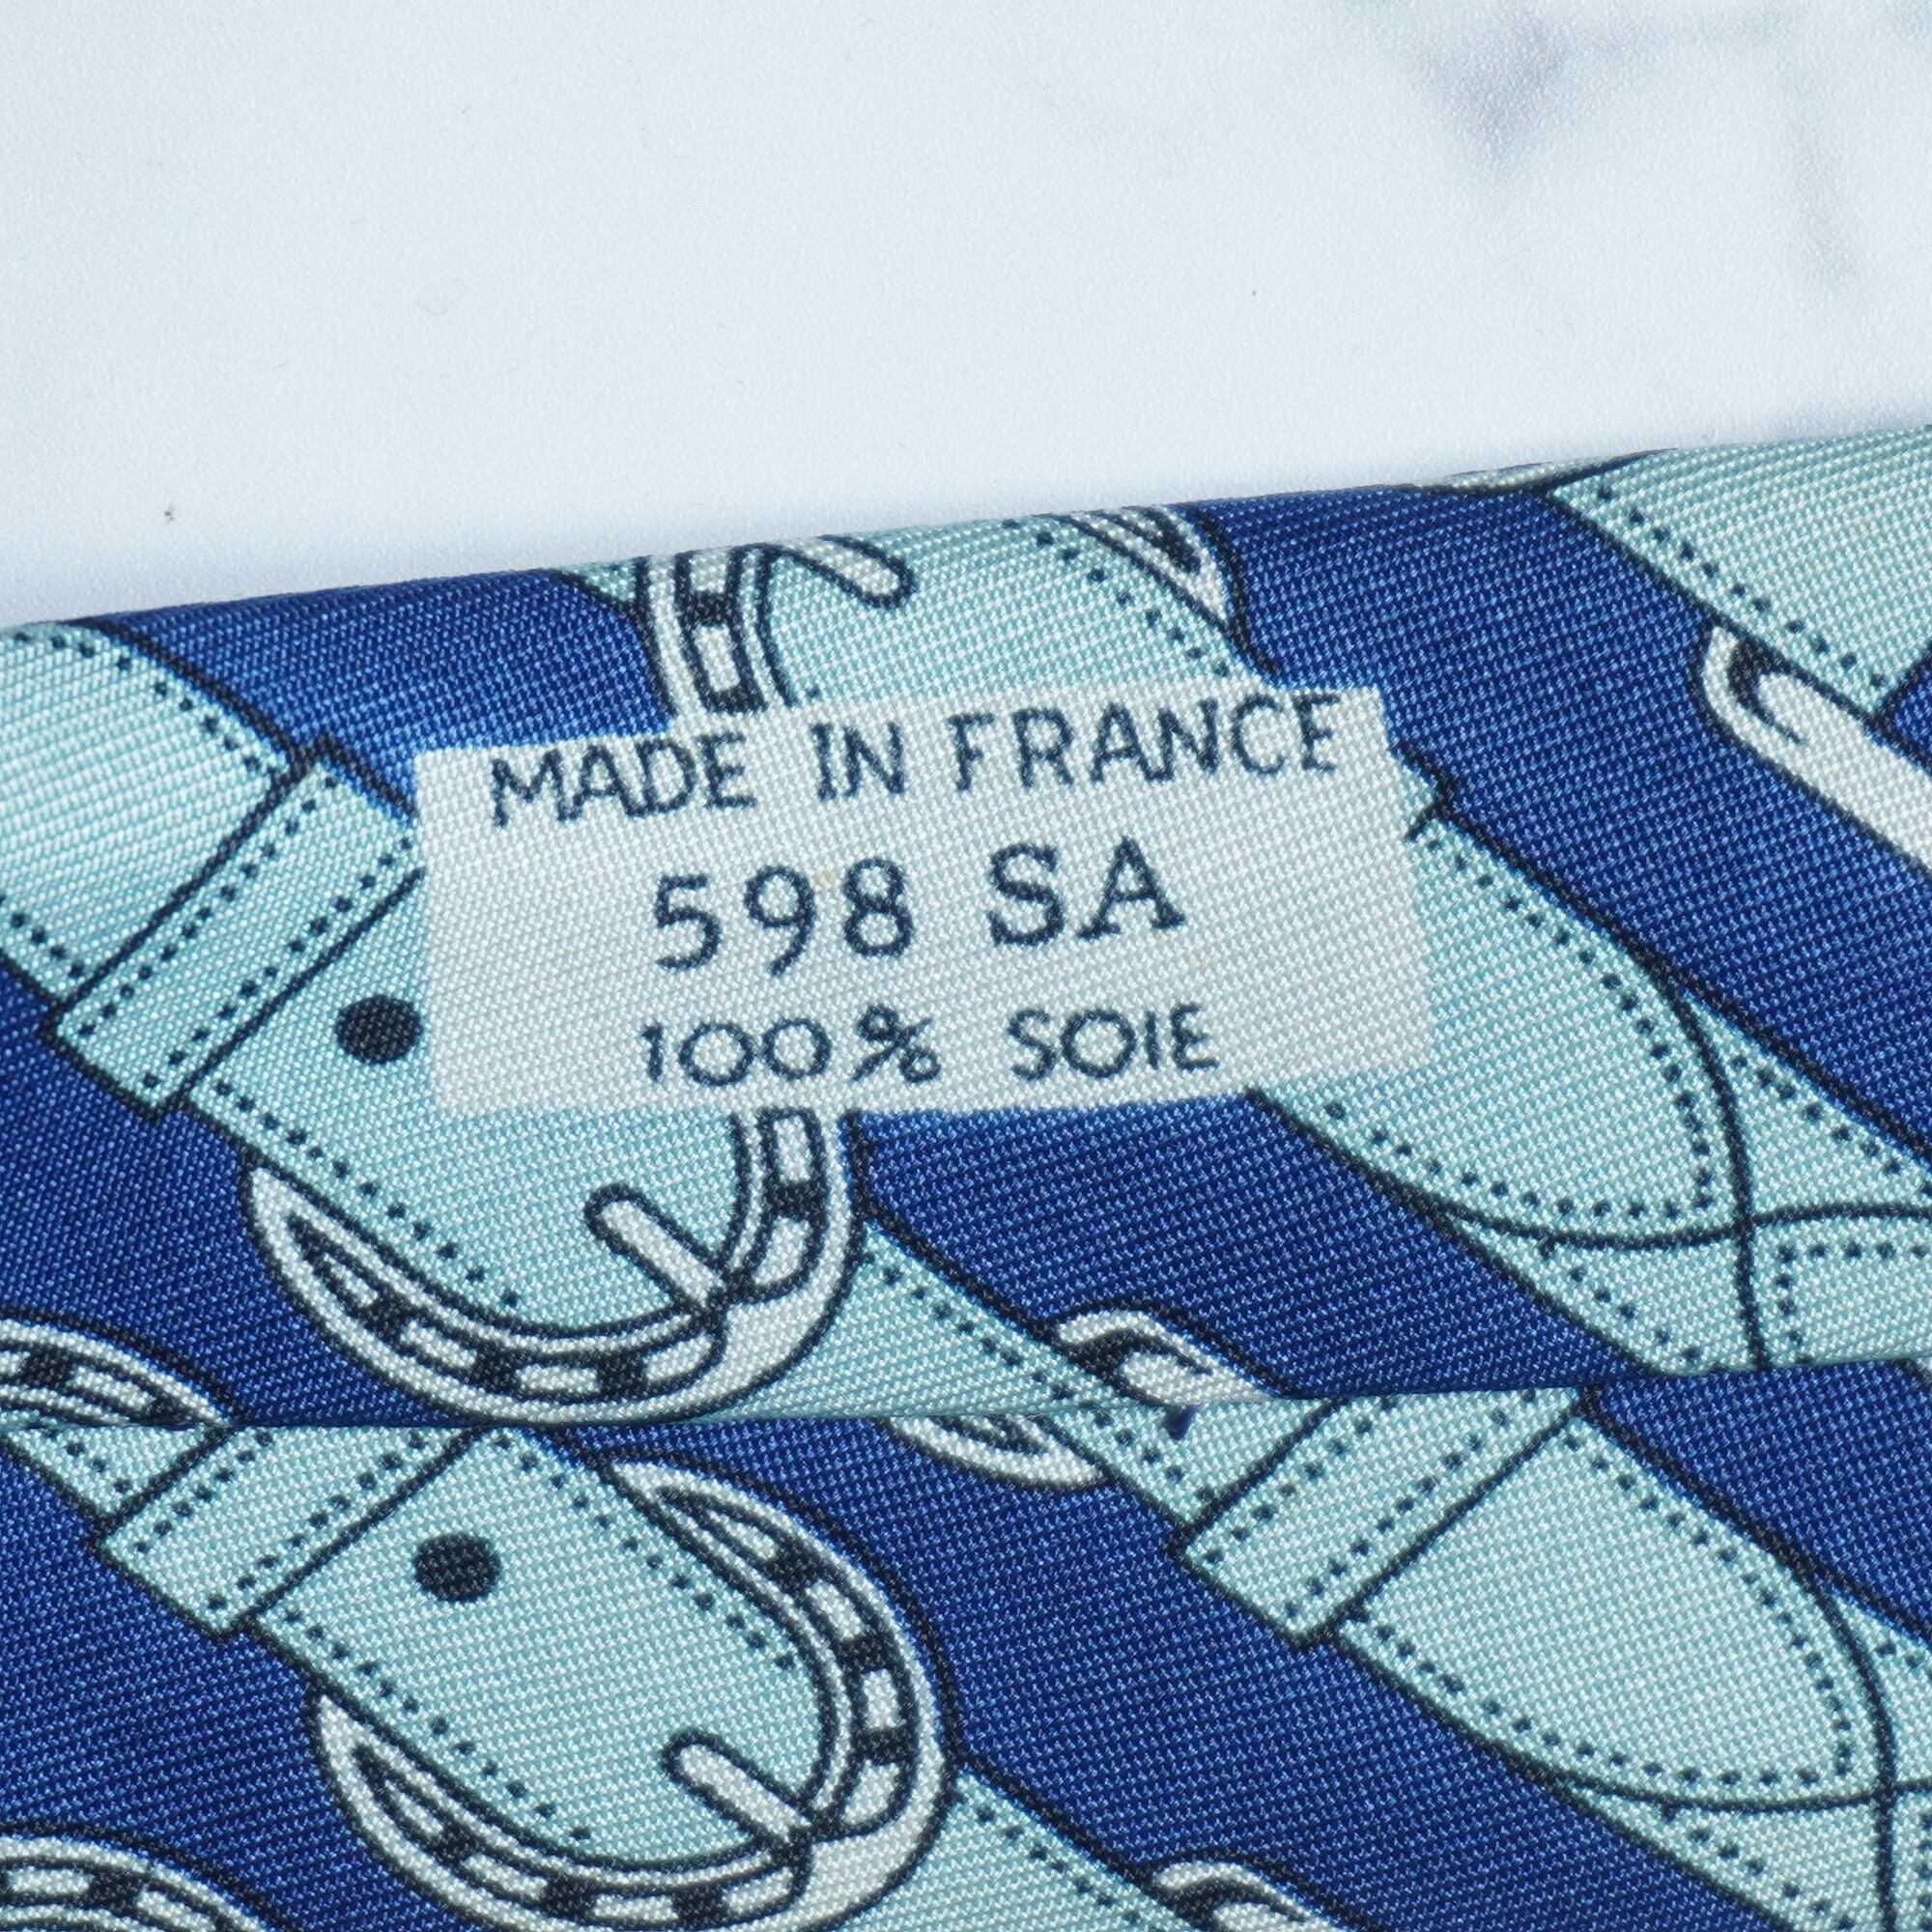 MADE IN FRANCE
598 SA
100% SOIE